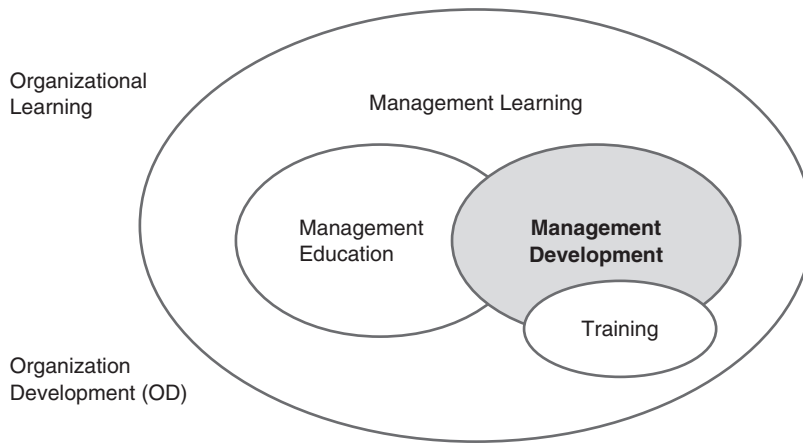 Organizational
Learning
Management Learning
Management
Education
Management
Development
Training
Organization
Development (OD)